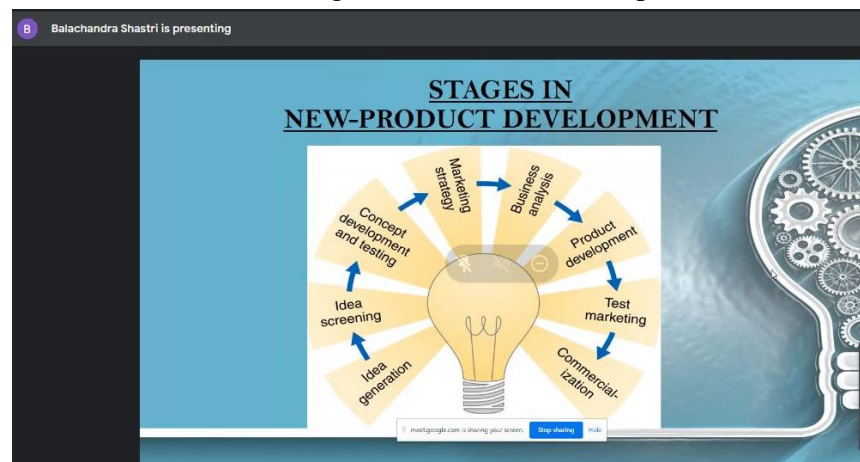 B
Balachandra Shastri is presenting
STAGES IN
NEW-PRODUCT DEVELOPMENT
Idea
generation
Idea
screening
Concept
development
and testing
Marketing
strategy
Business
analysis
Product
development
Test
marketing
Commercial-
ization
meet.google.com is sharing your screen.
Stop sharing
Hide